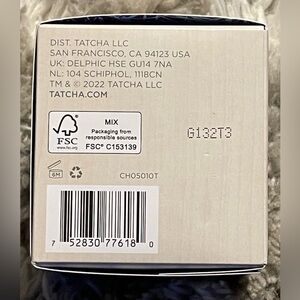 DIST. TATCHA LLC
SAN FRANCISCO, CA 94123 USA
UK: DELPHIC HSE GU14 7NA
NL: 104 SCHIPHOL, 1118CN
TM & © 2022 TATCHA LLC
TATCHA.COM
FSC
www.fsc.org
MIX
Packaging from
responsible sources
FSC® C153139
G132T3
6M
CH05010T
7 52830 77618 0